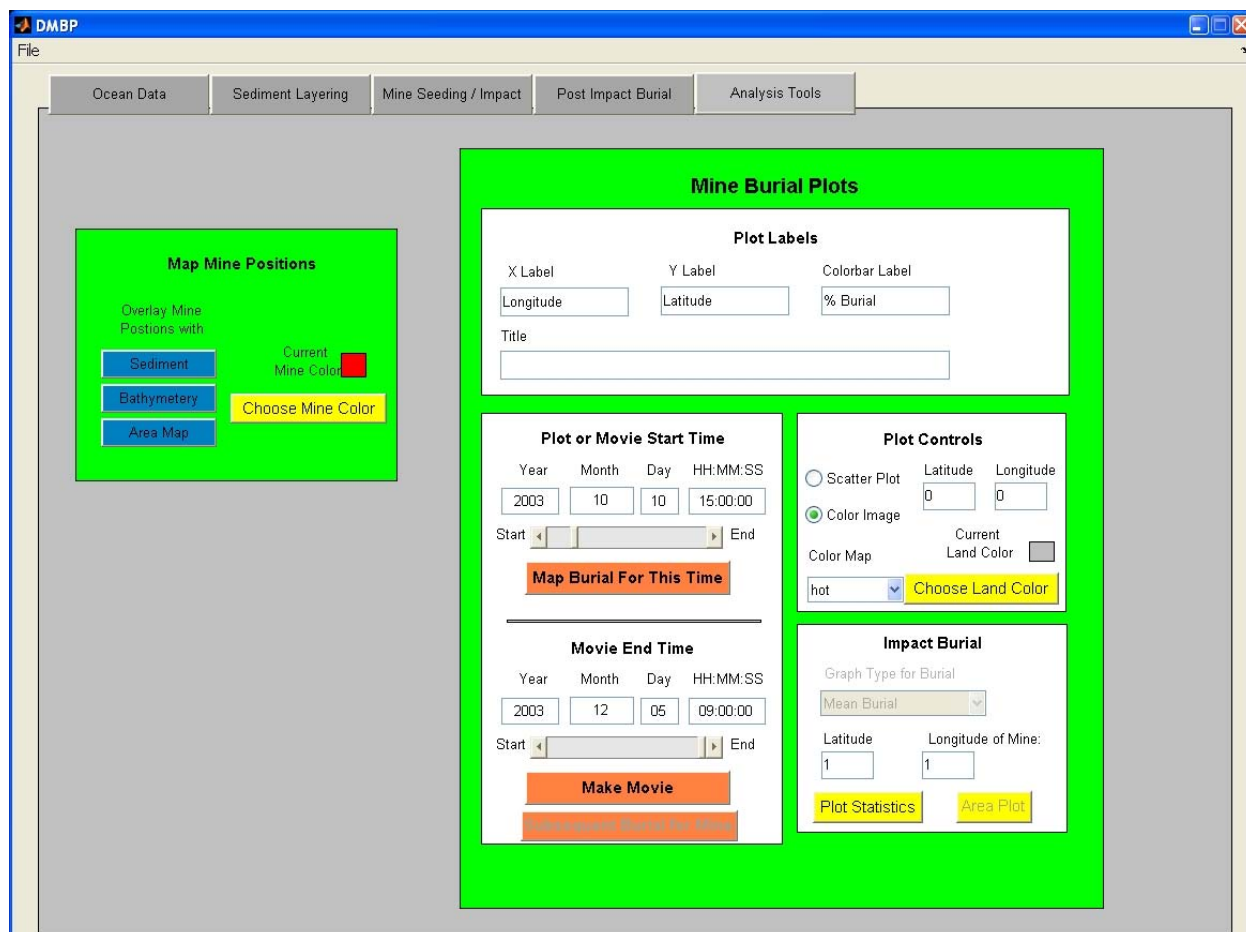 DMBP
File
Ocean Data Sediment Layering Mine Seeding / Impact Post Impact Burial Analysis Tools
Map Mine Positions
Overlay Mine
Postions with
Sediment
Bathymetery
Area Map
Current
Mine Color
Choose Mine Color
Mine Burial Plots
Plot Labels
X Label Y Label Colorbar Label
Longitude Latitude % Burial
Title
Plot or Movie Start Time
Year Month Day HH:MM:SS
2003 10 10 15:00:00
Start End
Map Burial For This Time
Movie End Time
Year Month Day HH:MM:SS
2003 12 05 09:00:00
Start End
Make Movie
Subsequent Burial for Mine
Plot Controls
Scatter Plot
Color Image
Latitude Longitude
0 0
Current
Land Color
Color Map
hot
Choose Land Color
Impact Burial
Graph Type for Burial
Mean Burial
Latitude Longitude of Mine:
1 1
Plot Statistics Area Plot